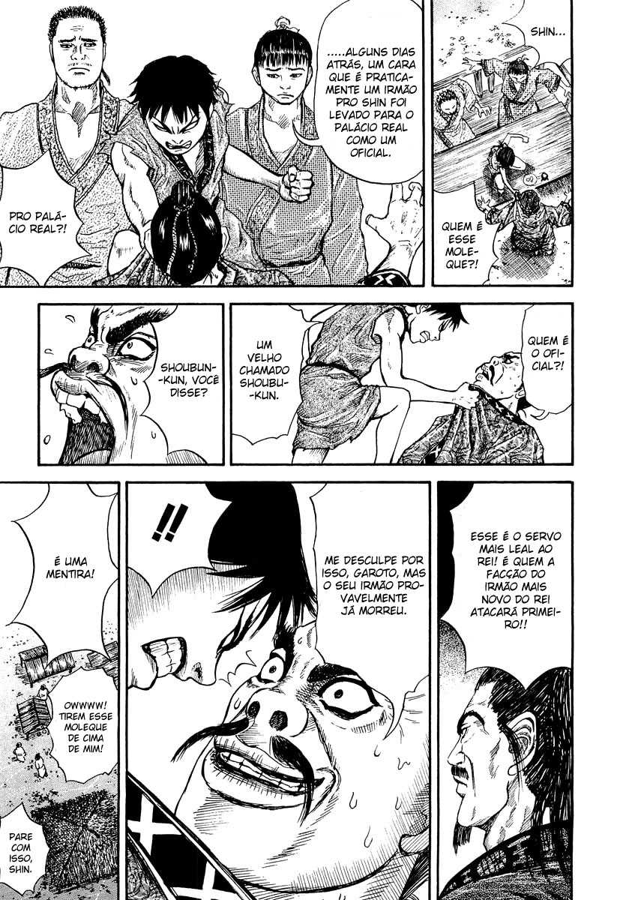 SHIN...
QUEM É
ESSE
MOLE-
QUE?!
.....ALGUNS DIAS
ATRÁS, UM CARA
QUE É PRATICA-
MENTE UM IRMÃO
PRO SHIN FOI
LEVADO PARA O
PALÁCIO REAL
COMO UM
OFICIAL.
PRO PALÁ-
CIO REAL?!
QUEM É
O OFI-
CIAL?!
UM
VELHO
CHAMADO
SHOUBU-
-KUN.
SHOUBUN-
-KUN, VOCÊ
DISSE?
ESSE É O SERVO
MAIS LEAL AO
REI! É QUEM A
FACÇÃO DO
IRMÃO MAIS
NOVO DO REI
ATACARÁ PRIMEI-
RO!!
ME DESCULPE POR
ISSO, GAROTO, MAS
O SEU IRMÃO PRO-
VAVELMENTE
JÁ MORREU.
!!
É UMA
MENTIRA!
OWWWW!
TIREM ESSE
MOLEQUE
DE CIMA
DE MIM!
PARE
COM
ISSO,
SHIN.